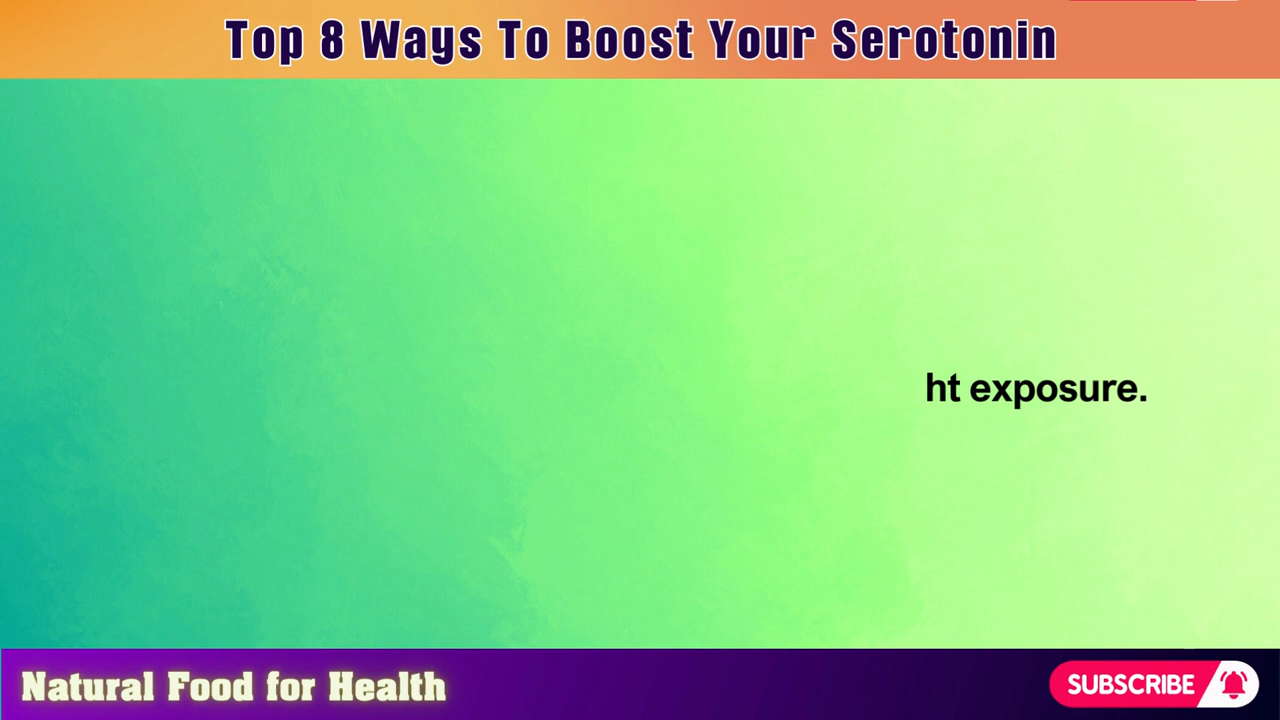 Top 8 Ways To Boost Your Serotonin
ht exposure.
Natural Food for Health
SUBSCRIBE